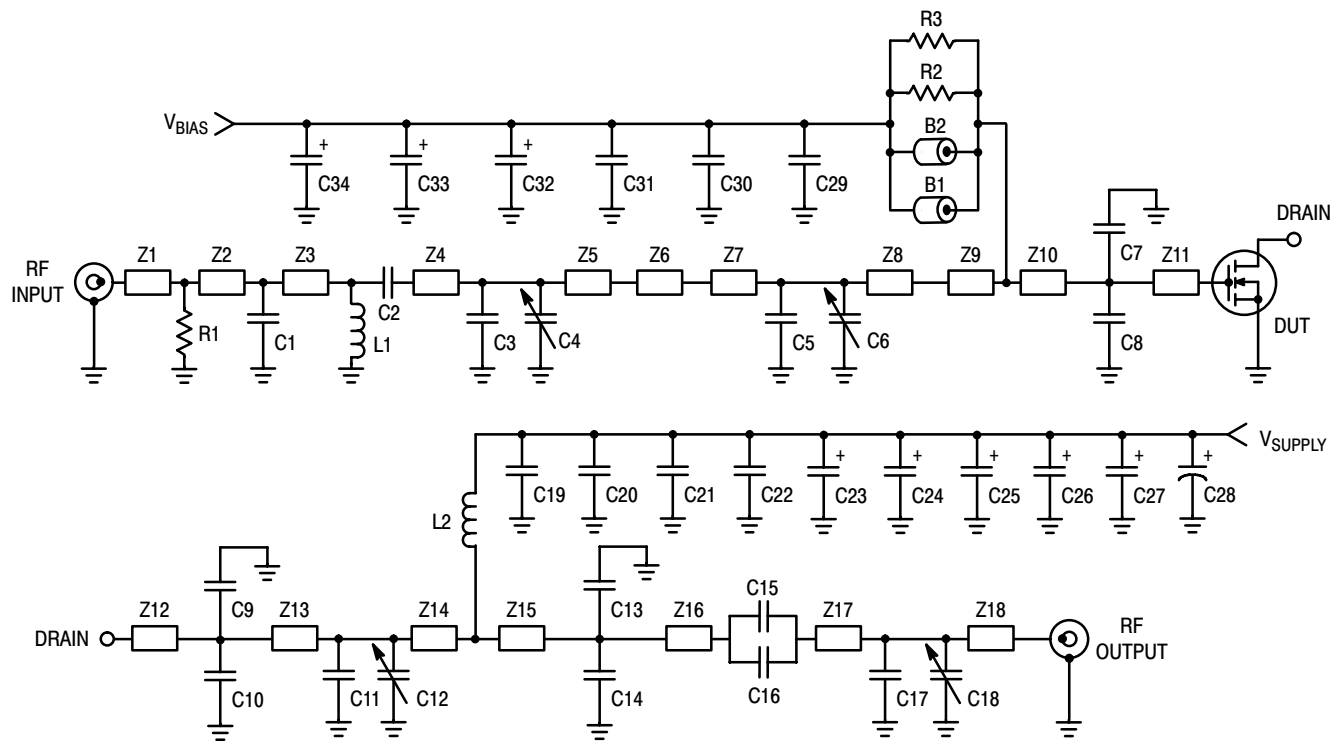 R3
R2
V_BIAS
B2
B1
+ + +
C34 C33 C32 C31 C30 C29
DRAIN
RF INPUT
Z1 Z2 Z3 Z4 Z5 Z6 Z7 Z8 Z9 Z10 C7 Z11
C2
R1 C1 L1 C3 C4 C5 C6 C8 DUT
V_SUPPLY
+ + + + + +
C19 C20 C21 C22 C23 C24 C25 C26 C27 C28
L2
C9 C13 C15
Z12 Z13 Z14 Z15 Z16 Z17 Z18
DRAIN
RF OUTPUT
C10 C11 C12 C14 C16 C17 C18